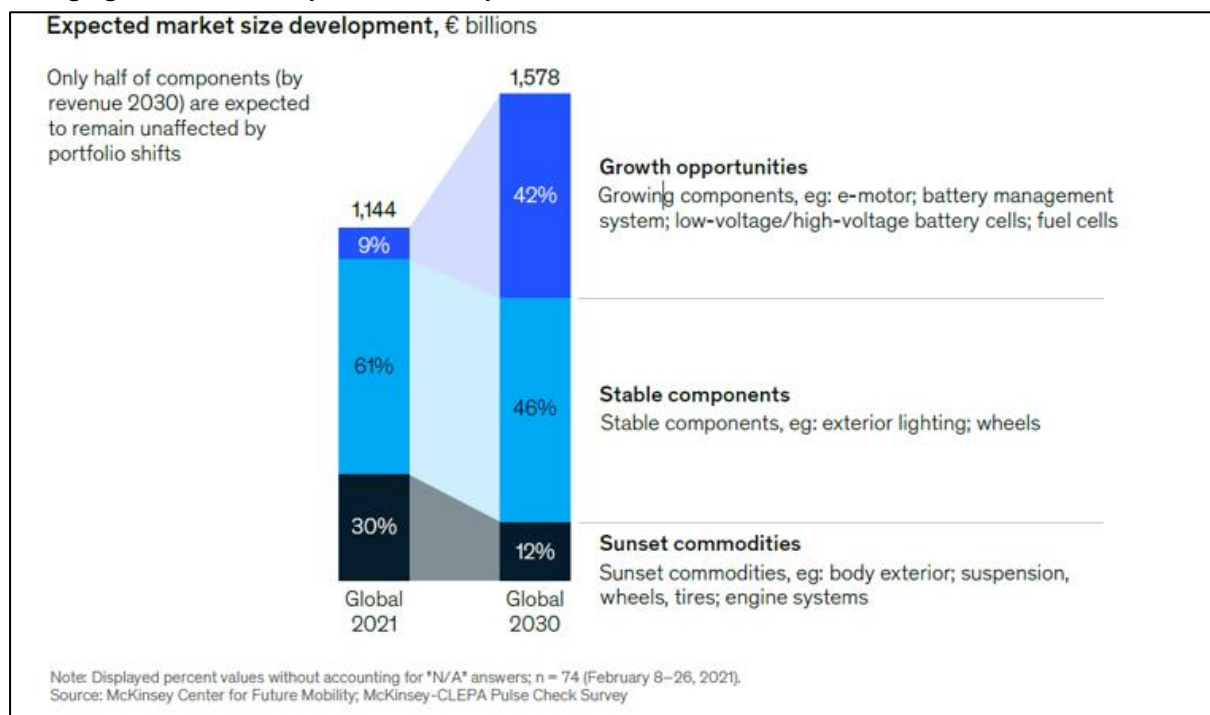 Expected market size development, € billions
Only half of components (by
revenue 2030) are expected
to remain unaffected by
portfolio shifts
1,144
9%
61%
30%
Global
2021
1,578
42%
46%
12%
Global
2030
Growth opportunities
Growing components, eg: e-motor; battery management
system; low-voltage/high-voltage battery cells; fuel cells
Stable components
Stable components, eg: exterior lighting; wheels
Sunset commodities
Sunset commodities, eg: body exterior; suspension,
wheels, tires; engine systems
Note: Displayed percent values without accounting for "N/A" answers; n = 74 (February 8–26, 2021).
Source: McKinsey Center for Future Mobility; McKinsey-CLEPA Pulse Check Survey